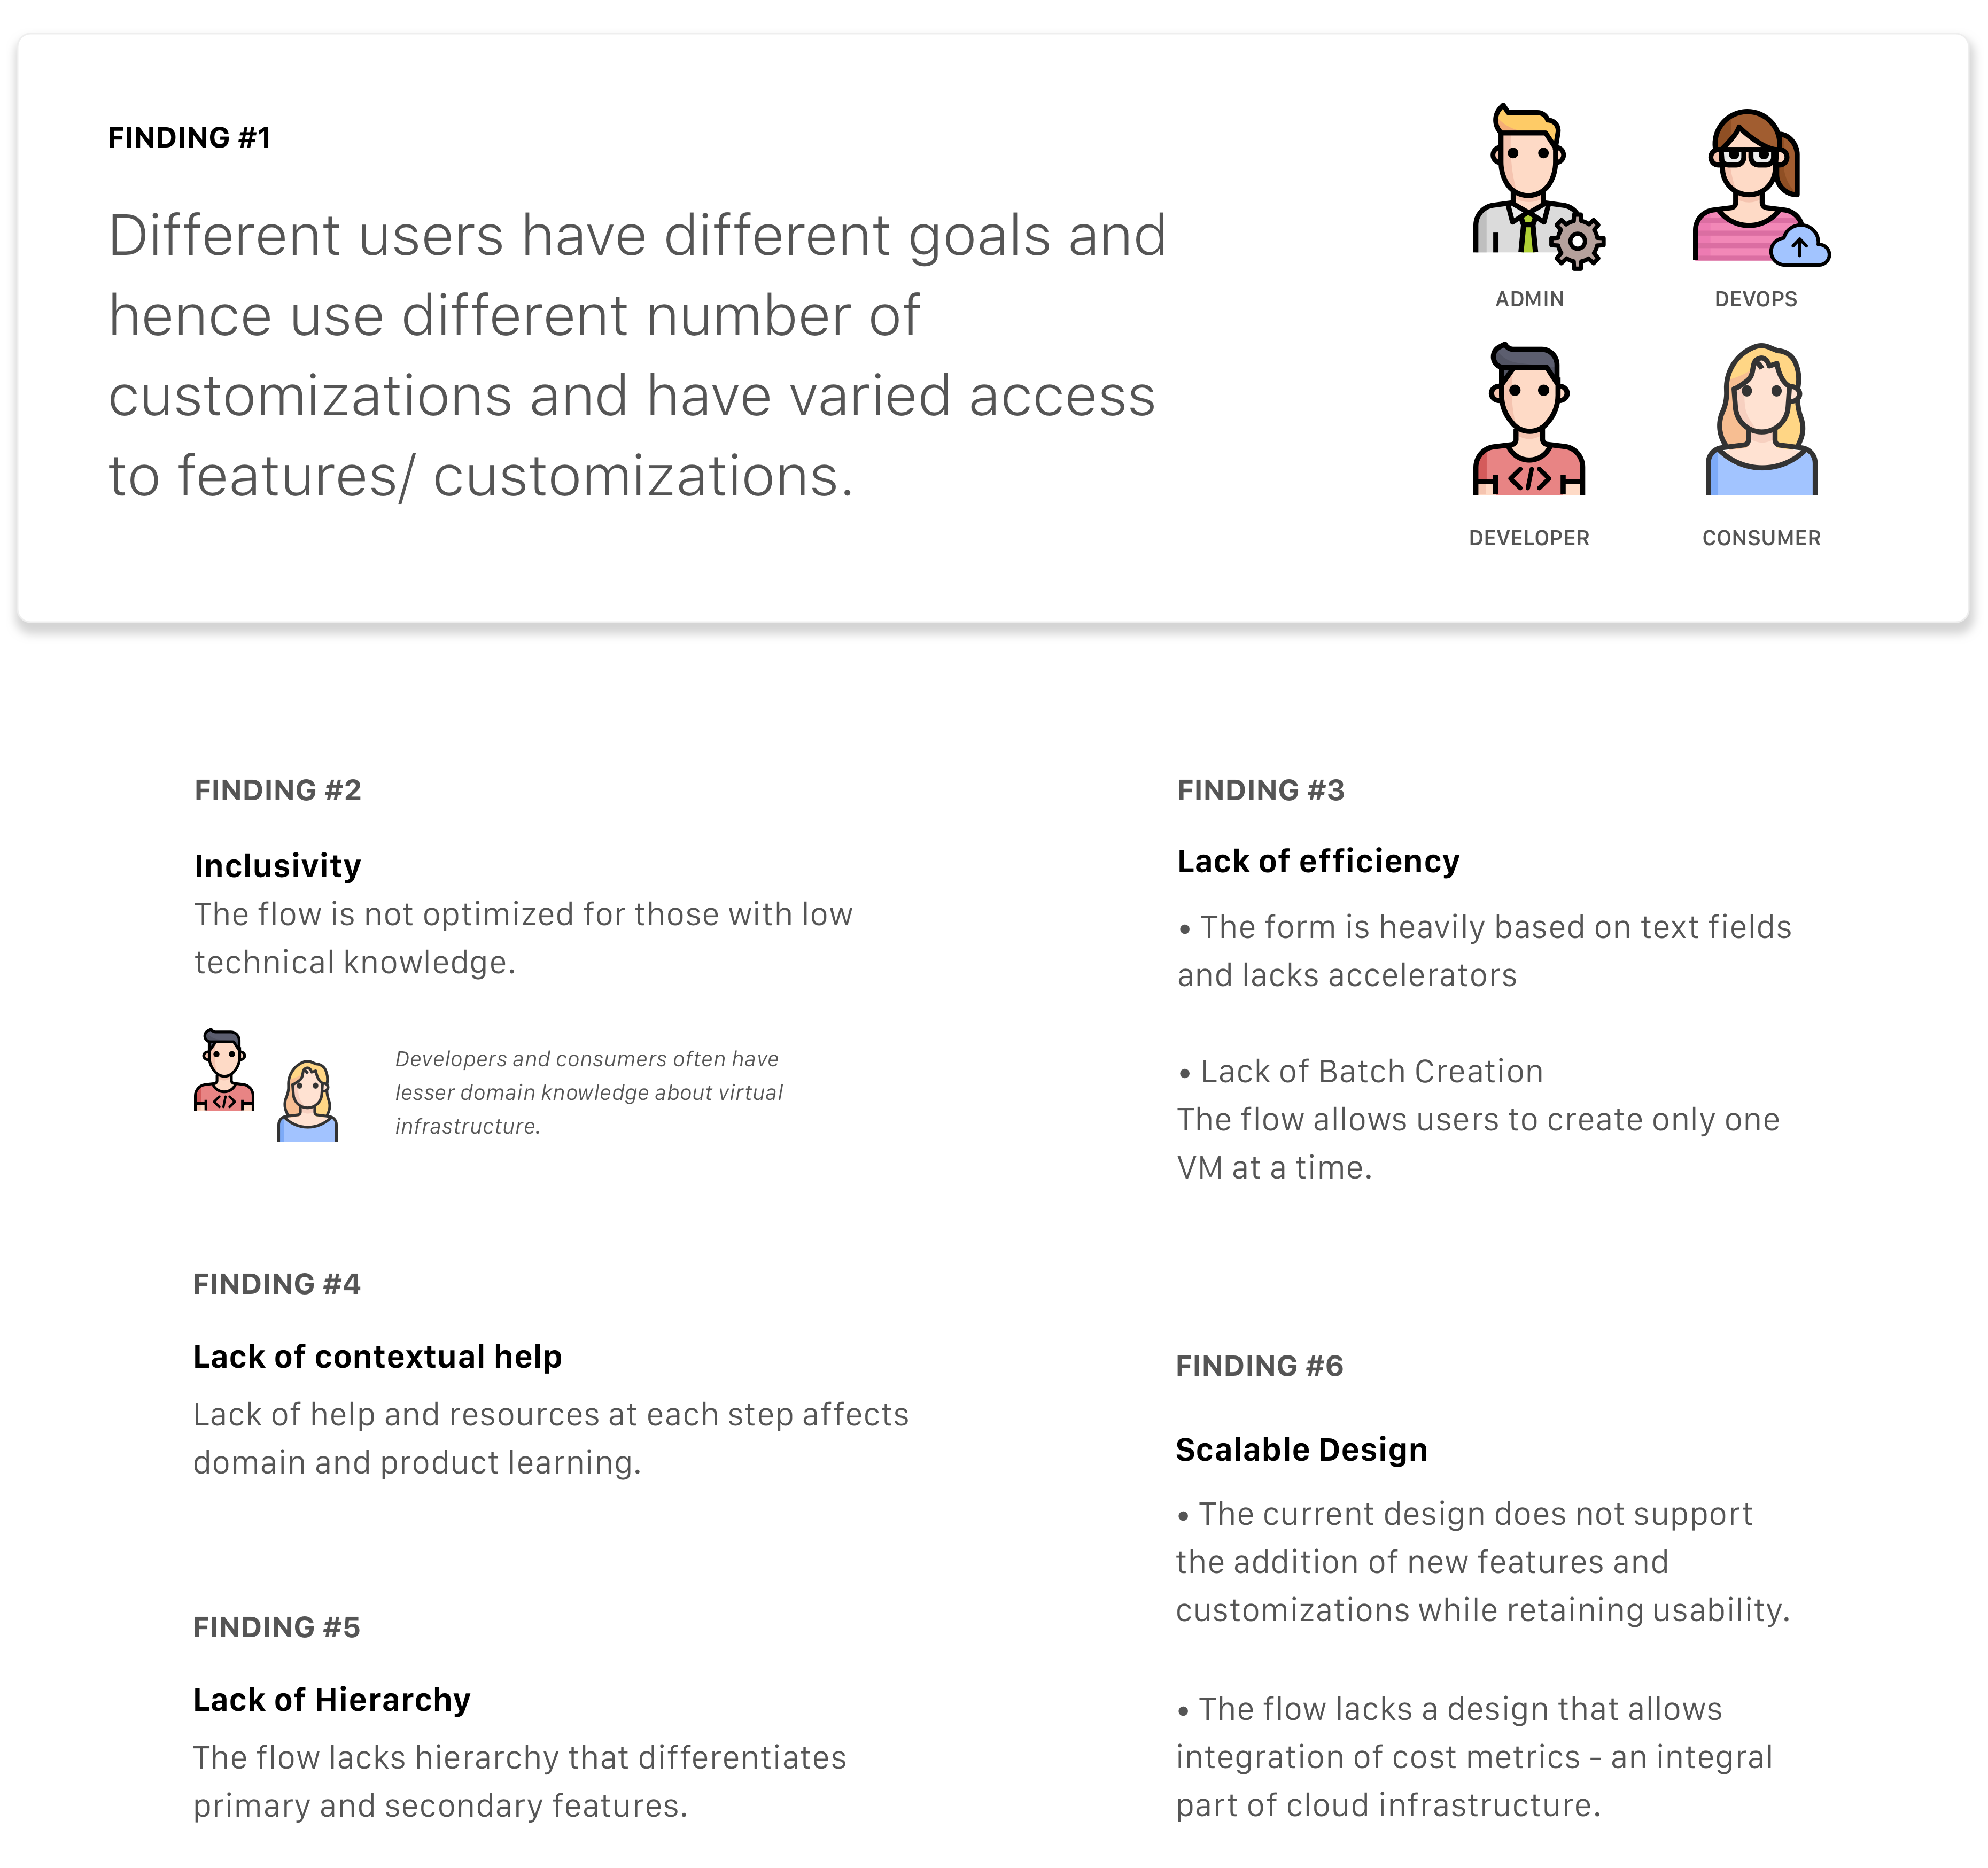 FINDING #1
Different users have different goals and
hence use different number of
customizations and have varied access
to features/ customizations.
ADMIN
DEVOPS
</>
DEVELOPER
CONSUMER
FINDING #2
Inclusivity
The flow is not optimized for those with low
technical knowledge.
</>
Developers and consumers often have
lesser domain knowledge about virtual
infrastructure.
FINDING #3
Lack of efficiency
• The form is heavily based on text fields
and lacks accelerators
• Lack of Batch Creation
The flow allows users to create only one
VM at a time.
FINDING #4
Lack of contextual help
Lack of help and resources at each step affects
domain and product learning.
FINDING #5
Lack of Hierarchy
The flow lacks hierarchy that differentiates
primary and secondary features.
FINDING #6
Scalable Design
• The current design does not support
the addition of new features and
customizations while retaining usability.
• The flow lacks a design that allows
integration of cost metrics - an integral
part of cloud infrastructure.